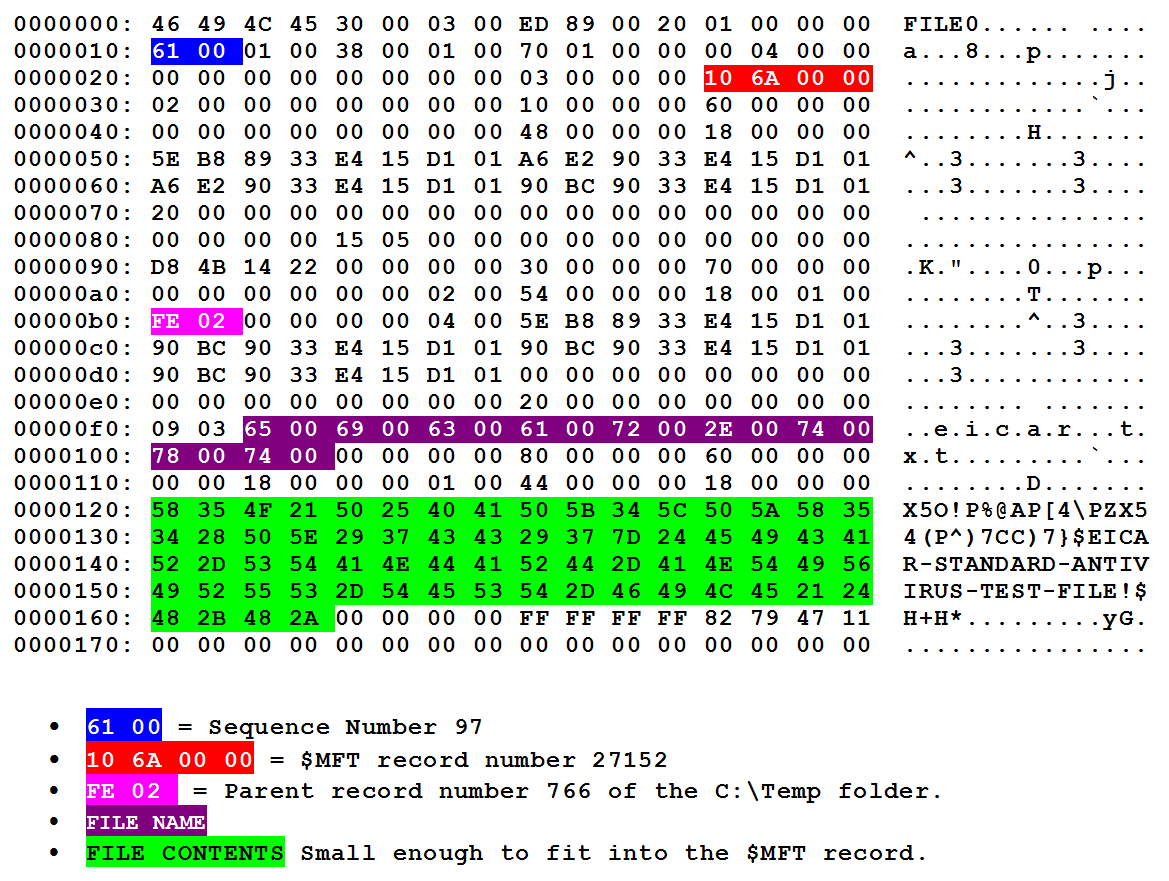 0000000: 46 49 4C 45 30 00 03 00 ED 89 00 20 01 00 00 00 FILE0...... ....
0000010: 61 00 01 00 38 00 01 00 70 01 00 00 00 04 00 00 a...8...p.......
0000020: 00 00 00 00 00 00 00 00 03 00 00 00 10 6A 00 00 .............j..
0000030: 02 00 00 00 00 00 00 00 10 00 00 00 60 00 00 00 ............`...
0000040: 00 00 00 00 00 00 00 00 48 00 00 00 18 00 00 00 ........H.......
0000050: 5E B8 89 33 E4 15 D1 01 A6 E2 90 33 E4 15 D1 01 ^..3.......3....
0000060: A6 E2 90 33 E4 15 D1 01 90 BC 90 33 E4 15 D1 01 ...3.......3....
0000070: 20 00 00 00 00 00 00 00 00 00 00 00 00 00 00 00  ...............
0000080: 00 00 00 00 15 05 00 00 00 00 00 00 00 00 00 00 ................
0000090: D8 4B 14 22 00 00 00 00 30 00 00 00 70 00 00 00 .K."....0...p...
00000a0: 00 00 00 00 00 00 02 00 54 00 00 00 18 00 01 00 ........T.......
00000b0: FE 02 00 00 00 00 04 00 5E B8 89 33 E4 15 D1 01 ........^..3....
00000c0: 90 BC 90 33 E4 15 D1 01 90 BC 90 33 E4 15 D1 01 ...3.......3....
00000d0: 90 BC 90 33 E4 15 D1 01 00 00 00 00 00 00 00 00 ...3............
00000e0: 00 00 00 00 00 00 00 00 20 00 00 00 00 00 00 00 ........ .......
00000f0: 09 03 65 00 69 00 63 00 61 00 72 00 2E 00 74 00 ..e.i.c.a.r...t.
0000100: 78 00 74 00 00 00 00 00 80 00 00 00 60 00 00 00 x.t.........`...
0000110: 00 00 18 00 00 00 01 00 44 00 00 00 18 00 00 00 ........D.......
0000120: 58 35 4F 21 50 25 40 41 50 5B 34 5C 50 5A 58 35 X5O!P%@AP[4\PZX5
0000130: 34 28 50 5E 29 37 43 43 29 37 7D 24 45 49 43 41 4(P^)7CC)7}$EICA
0000140: 52 2D 53 54 41 4E 44 41 52 44 2D 41 4E 54 49 56 R-STANDARD-ANTIV
0000150: 49 52 55 53 2D 54 45 53 54 2D 46 49 4C 45 21 24 IRUS-TEST-FILE!$
0000160: 48 2B 48 2A 00 00 00 00 FF FF FF FF 82 79 47 11 H+H*.........yG.
0000170: 00 00 00 00 00 00 00 00 00 00 00 00 00 00 00 00 ................
• 61 00 = Sequence Number 97
• 10 6A 00 00 = $MFT record number 27152
• FE 02 = Parent record number 766 of the C:\Temp folder.
• FILE NAME
• FILE CONTENTS Small enough to fit into the $MFT record.